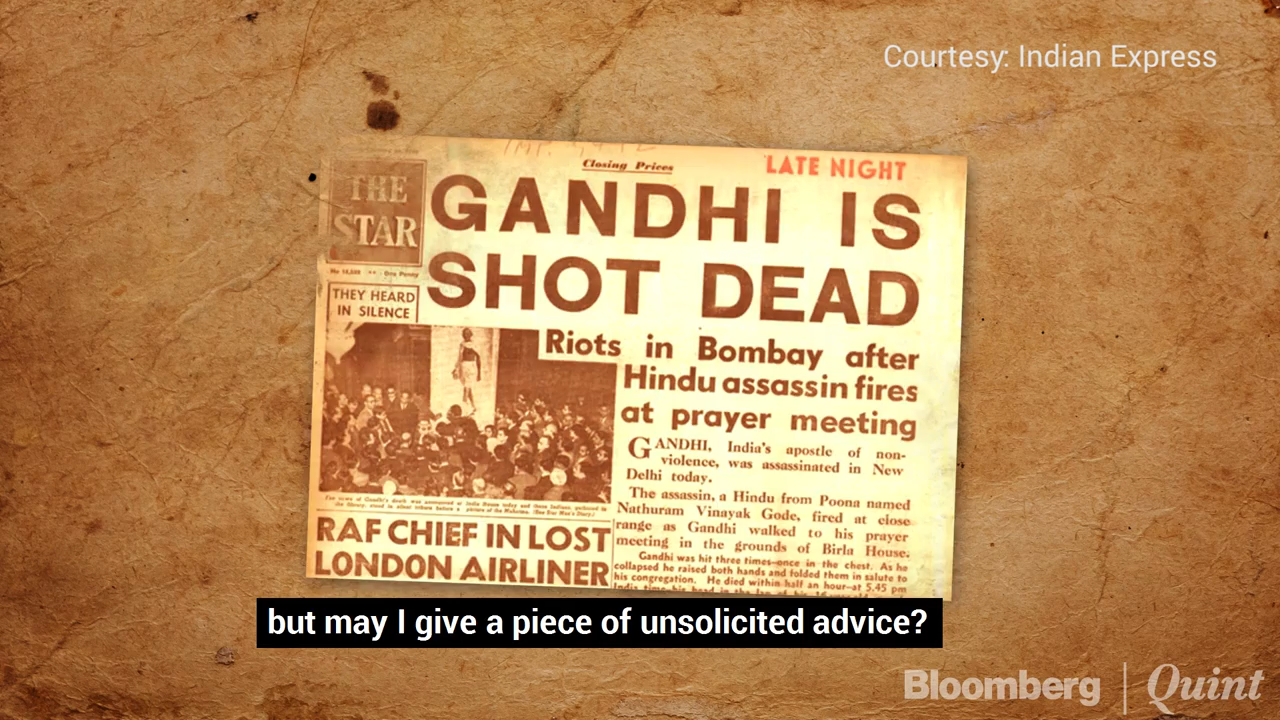 Courtesy: Indian Express
Closing Prices
LATE NIGHT
THE
STAR
GANDHI IS
SHOT DEAD
One Penny
THEY HEARD
IN SILENCE
Riots in Bombay after
Hindu assassin fires
at prayer meeting
GANDHI, India's apostle of non-
violence, was assassinated in New
Delhi today.
The assassin, a Hindu from Poona named
Nathuram Vinayak Gode, fired at close
range as Gandhi walked to his prayer
meeting in the grounds of Birla House.
Gandhi was hit three times—once in the chest. As he
collapsed he raised both hands and folded them in salute to
his congregation. He died within half an hour—at 5.45 pm
RAF CHIEF IN LOST
LONDON AIRLINER
but may I give a piece of unsolicited advice?
Bloomberg | Quint